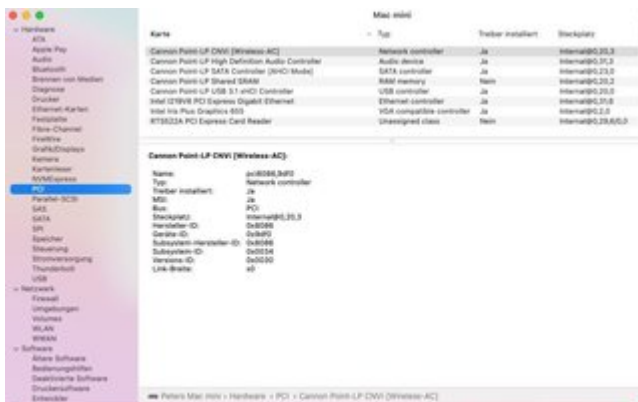 Mac mini
Hardware
ATA
Apple Pay
Audio
Bluetooth
Brennen von Medien
Diagnose
Drucker
Ethernet-Karten
Festplatte
Fibre-Channel
FireWire
Grafik/Displays
Kamera
Kartenleser
NVMExpress
PCI
Parallel-SCSI
SAS
SATA
SPI
Speicher
Steuerung
Stromversorgung
Thunderbolt
USB
Netzwerk
Firewall
Umgebungen
Volumes
WLAN
WWAN
Software
Ältere Software
Bedienungshilfen
Deaktivierte Software
Druckersoftware
Entwickler
Karte Typ Treiber installiert Steckplatz
Cannon Point-LP CNVi [Wireless-AC] Network controller Ja Internal@0,20,3
Cannon Point-LP High Definition Audio Controller Audio device Ja Internal@0,31,3
Cannon Point-LP SATA Controller [AHCI Mode] SATA controller Ja Internal@0,23,0
Cannon Point-LP Shared SRAM RAM memory Nein Internal@0,20,2
Cannon Point-LP USB 3.1 xHCI Controller USB controller Ja Internal@0,20,0
Intel I219V6 PCI Express Gigabit Ethernet Ethernet controller Ja Internal@0,31,6
Intel Iris Plus Graphics 655 VGA compatible controller Ja Internal@0,2,0
RTS522A PCI Express Card Reader Unassigned class Nein Internal@0,29,6/0,0
Cannon Point-LP CNVi [Wireless-AC]:
Name: pci8086,9df0
Typ: Network controller
Treiber installiert: Ja
MSI: Ja
Bus: PCI
Steckplatz: Internal@0,20,3
Hersteller-ID: 0x8086
Geräte-ID: 0x9df0
Subsystem-Hersteller-ID: 0x8086
Subsystem-ID: 0x0034
Versions-ID: 0x0030
Link-Breite: x0
Peters Mac mini › Hardware › PCI › Cannon Point-LP CNVi [Wireless-AC]